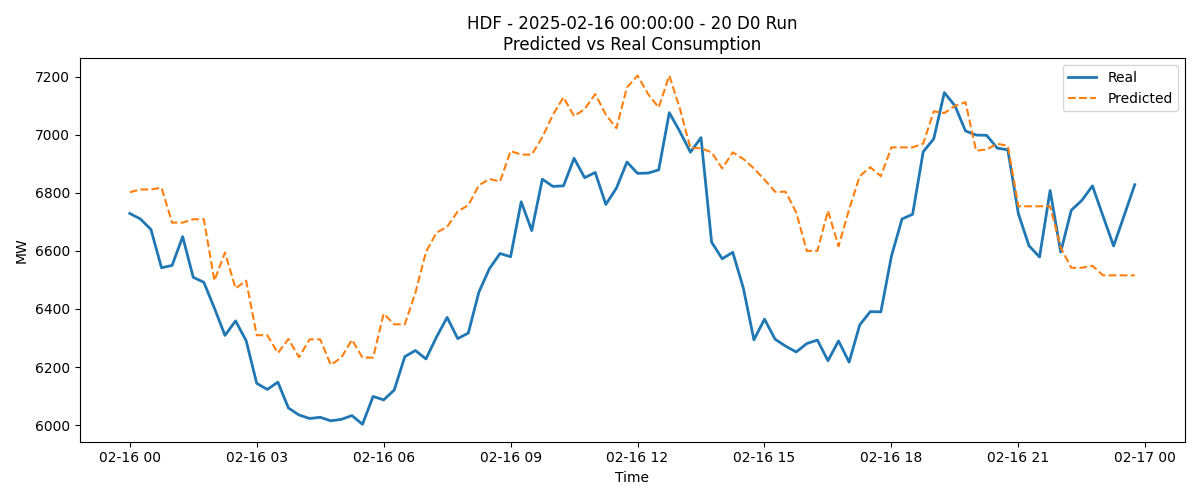 HDF - 2025-02-16 00:00:00 - 20 D0 Run
Predicted vs Real Consumption
Real
Predicted
7200
7000
6800
6600
6400
6200
6000
MW
02-16 00
02-16 03
02-16 06
02-16 09
02-16 12
02-16 15
02-16 18
02-16 21
02-17 00
Time